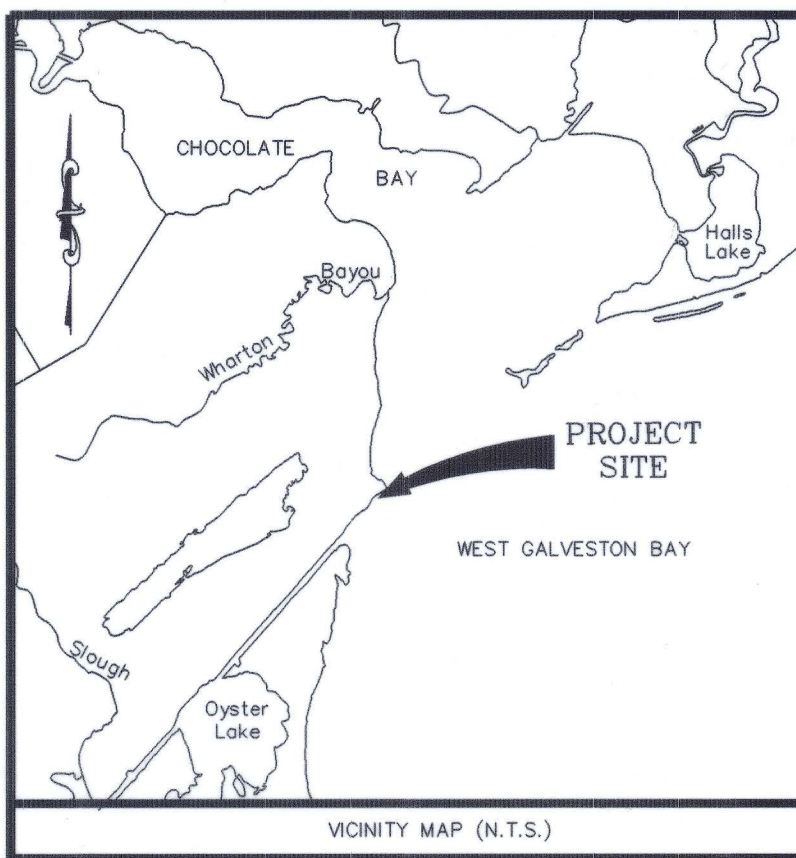 CHOCOLATE
BAY
Halls
Lake
Bayou
Wharton
PROJECT
SITE
WEST GALVESTON BAY
Slough
Oyster
Lake
VICINITY MAP (N.T.S.)